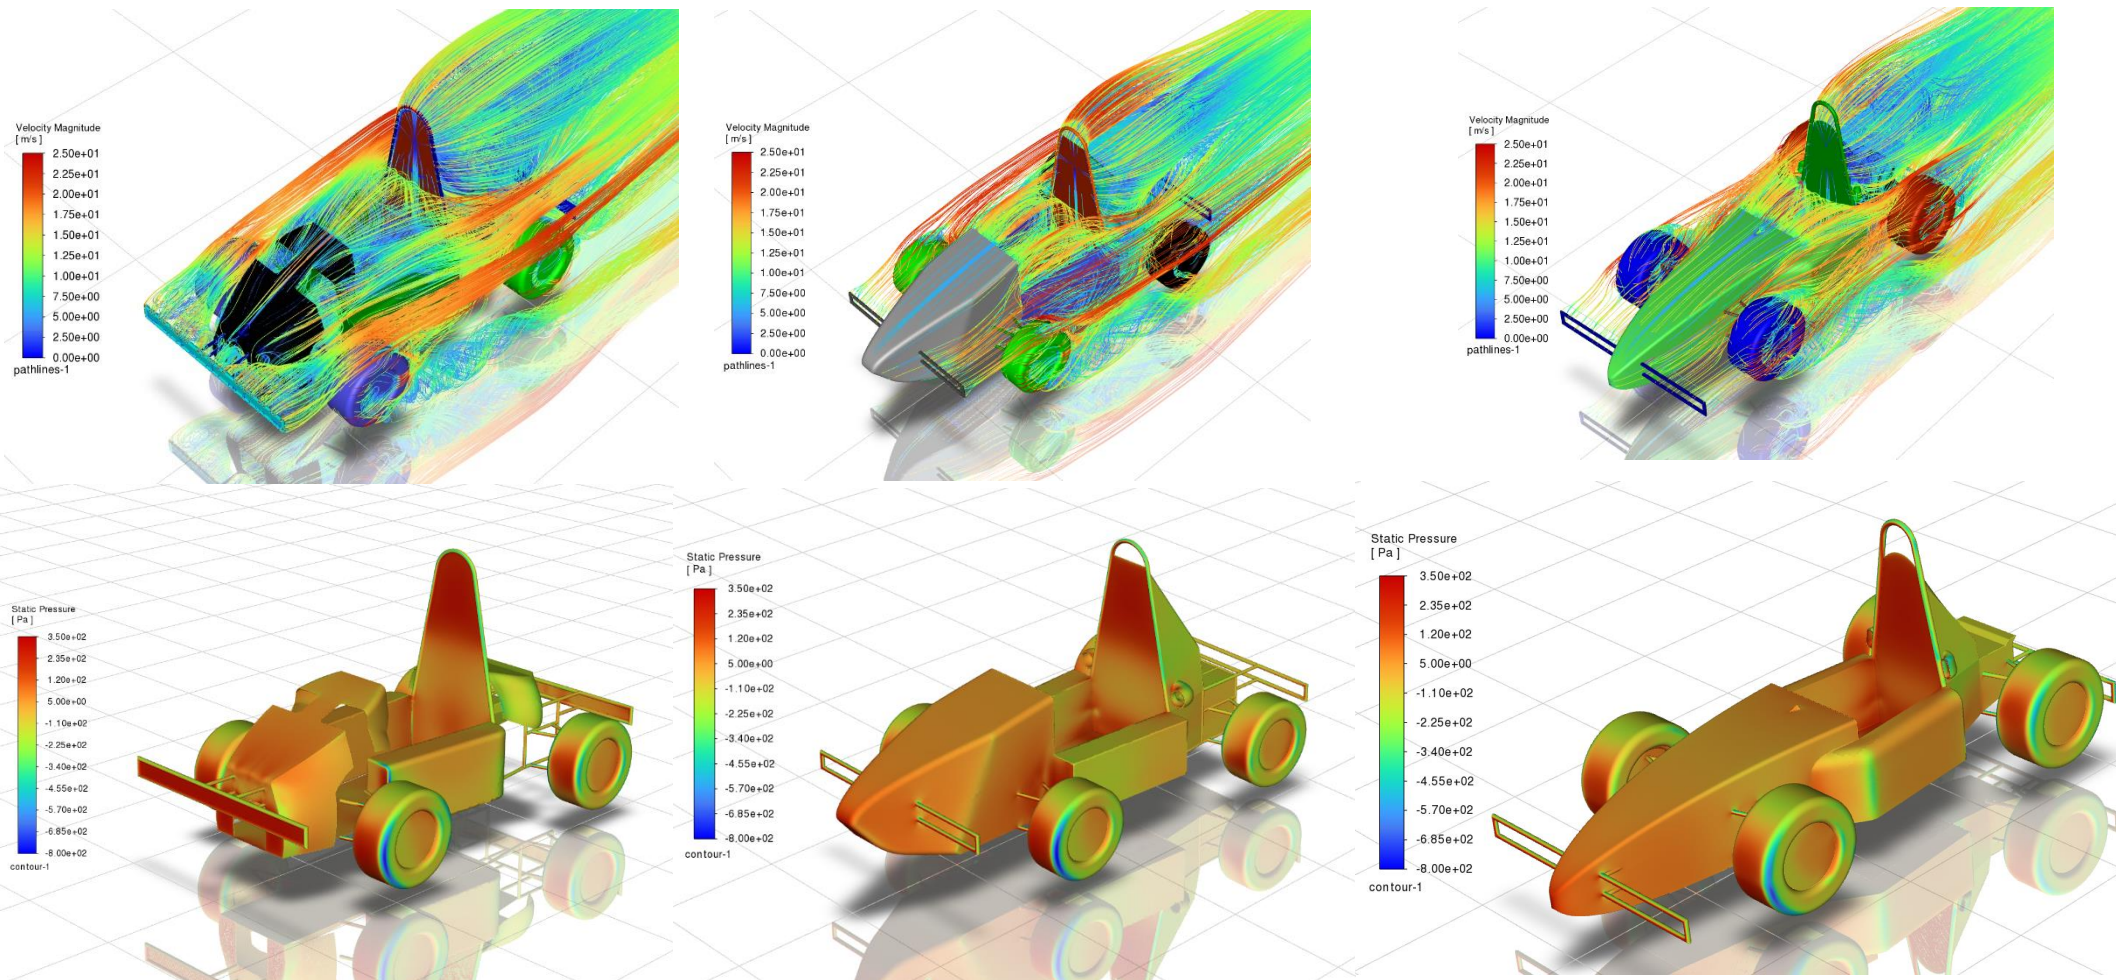 Velocity Magnitude
[ m/s ]
2.50e+01
2.25e+01
2.00e+01
1.75e+01
1.50e+01
1.25e+01
1.00e+01
7.50e+00
5.00e+00
2.50e+00
0.00e+00
pathlines-1
Velocity Magnitude
[ m/s ]
2.50e+01
2.25e+01
2.00e+01
1.75e+01
1.50e+01
1.25e+01
1.00e+01
7.50e+00
5.00e+00
2.50e+00
0.00e+00
pathlines-1
Velocity Magnitude
[ m/s ]
2.50e+01
2.25e+01
2.00e+01
1.75e+01
1.50e+01
1.25e+01
1.00e+01
7.50e+00
5.00e+00
2.50e+00
0.00e+00
pathlines-1
Static Pressure
[ Pa ]
3.50e+02
2.35e+02
1.20e+02
5.00e+00
-1.10e+02
-2.25e+02
-3.40e+02
-4.55e+02
-5.70e+02
-6.85e+02
-8.00e+02
contour-1
Static Pressure
[ Pa ]
3.50e+02
2.35e+02
1.20e+02
5.00e+00
-1.10e+02
-2.25e+02
-3.40e+02
-4.55e+02
-5.70e+02
-6.85e+02
-8.00e+02
contour-1
Static Pressure
[ Pa ]
3.50e+02
2.35e+02
1.20e+02
5.00e+00
-1.10e+02
-2.25e+02
-3.40e+02
-4.55e+02
-5.70e+02
-6.85e+02
-8.00e+02
contour-1